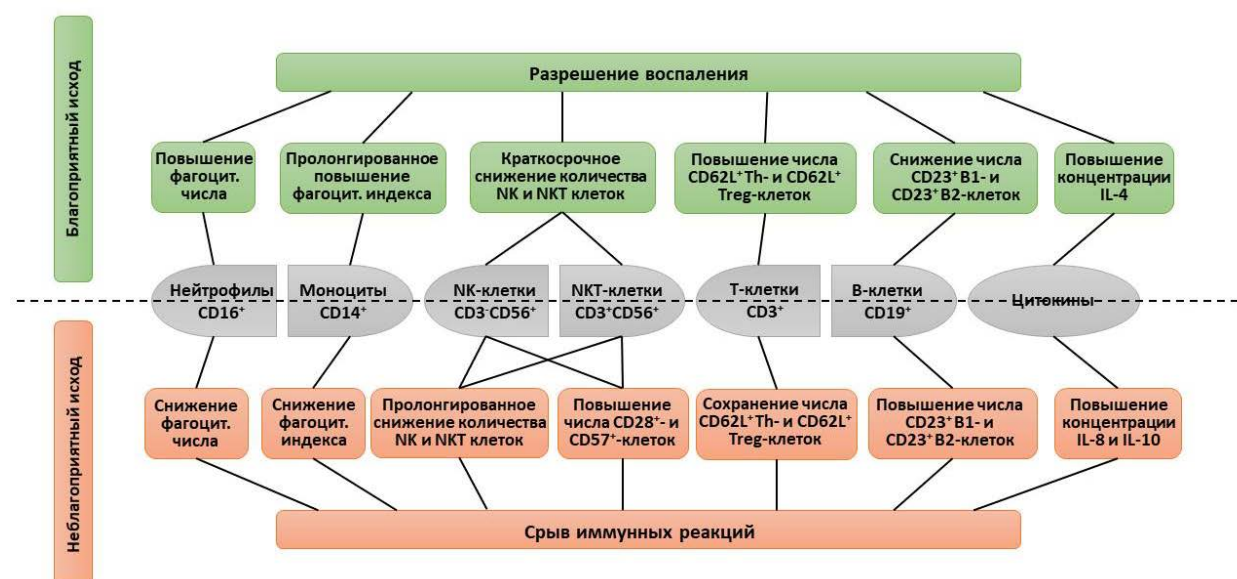 Благоприятный исход
Разрешение воспаления
Повышение
фагоцит.
числа
Пролонгированное
повышение
фагоцит. индекса
Краткосрочное
снижение количества
NK и NKT клеток
Повышение числа
CD62L⁺Th- и CD62L⁺
Treg-клеток
Снижение числа
CD23⁺B1- и
CD23⁺B2-клеток
Повышение
концентрации
IL-4
Нейтрофилы
CD16⁺
Моноциты
CD14⁺
NK-клетки
CD3⁻CD56⁺
NKT-клетки
CD3⁺CD56⁺
Т-клетки
CD3⁺
В-клетки
CD19⁺
Цитокины
Неблагоприятный исход
Снижение
фагоцит.
числа
Снижение
фагоцит.
индекса
Пролонгированное
снижение количества
NK и NKT клеток
Повышение
числа CD28⁺- и
CD57⁺-клеток
Сохранение числа
CD62L⁺Th- и CD62L⁺
Treg-клеток
Повышение числа
CD23⁺B1- и
CD23⁺B2-клеток
Повышение
концентрации
IL-8 и IL-10
Срыв иммунных реакций